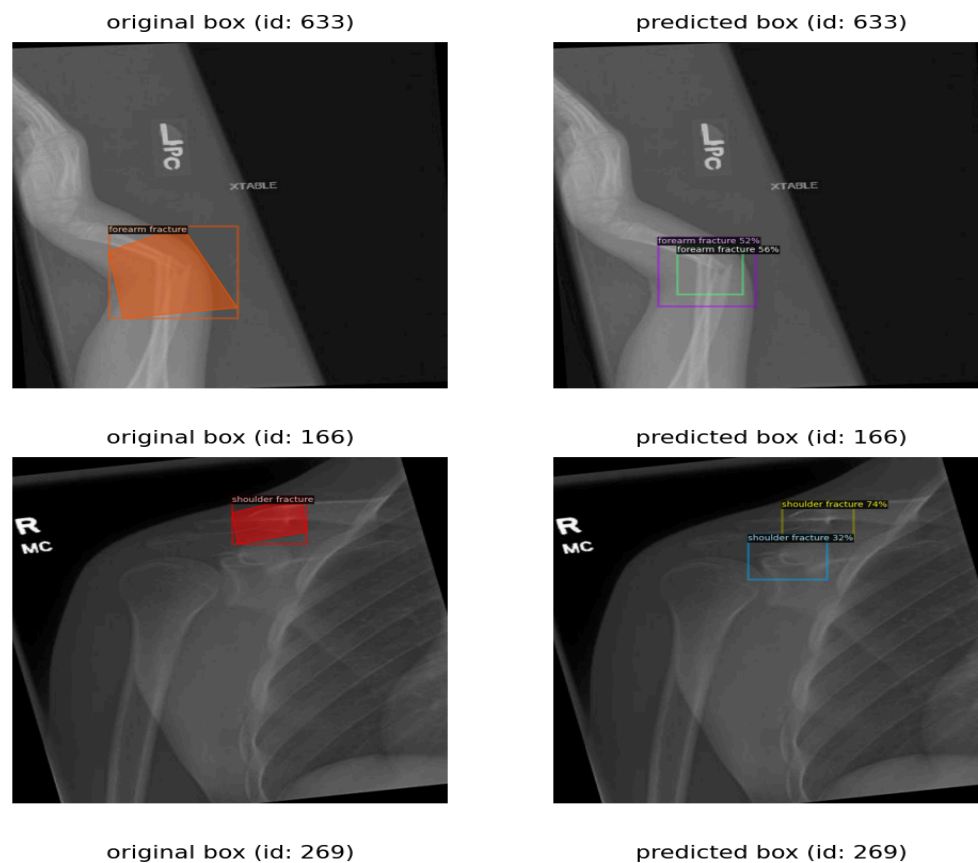 original box (id: 633)
predicted box (id: 633)
L
JPC
XTABLE
forearm fracture
L
JPC
XTABLE
forearm fracture 52%
forearm fracture 56%
original box (id: 166)
predicted box (id: 166)
shoulder fracture
R
MC
shoulder fracture 74%
R
shoulder fracture 32%
MC
original box (id: 269)
predicted box (id: 269)